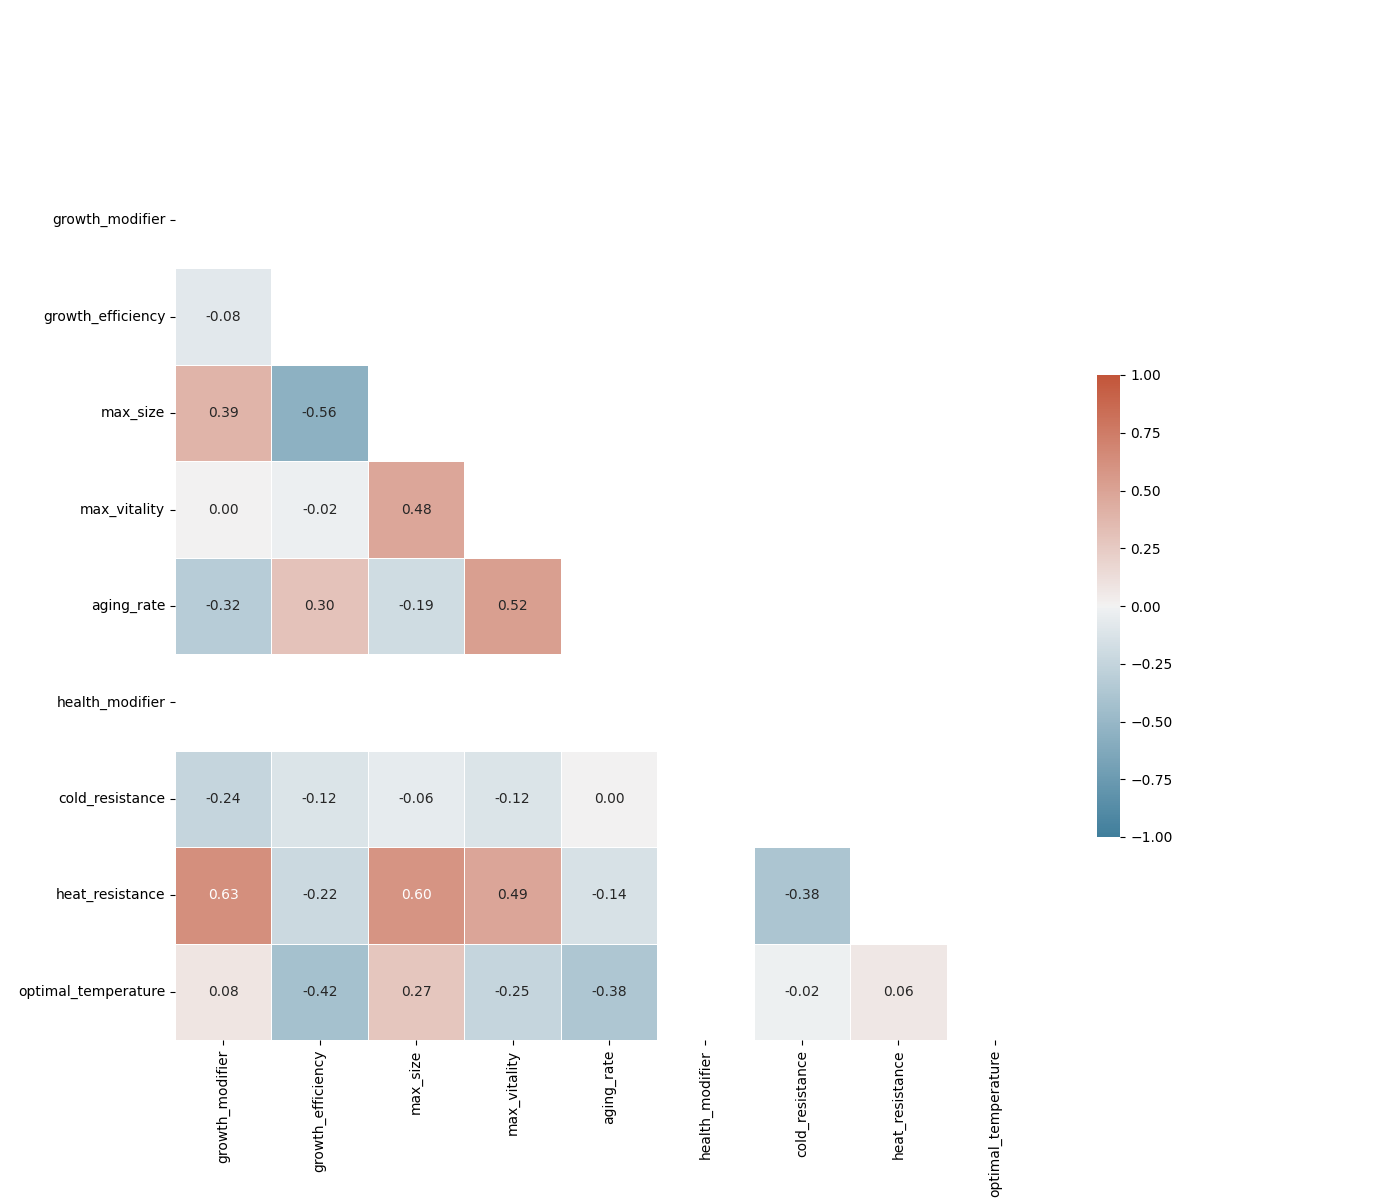 growth_modifier
growth_efficiency -0.08
max_size 0.39 -0.56
max_vitality 0.00 -0.02 0.48
aging_rate -0.32 0.30 -0.19 0.52
health_modifier
cold_resistance -0.24 -0.12 -0.06 -0.12 0.00
heat_resistance 0.63 -0.22 0.60 0.49 -0.14 -0.38
optimal_temperature 0.08 -0.42 0.27 -0.25 -0.38 -0.02 0.06
growth_modifier
growth_efficiency
max_size
max_vitality
aging_rate
health_modifier
cold_resistance
heat_resistance
optimal_temperature
1.00
0.75
0.50
0.25
0.00
−0.25
−0.50
−0.75
−1.00